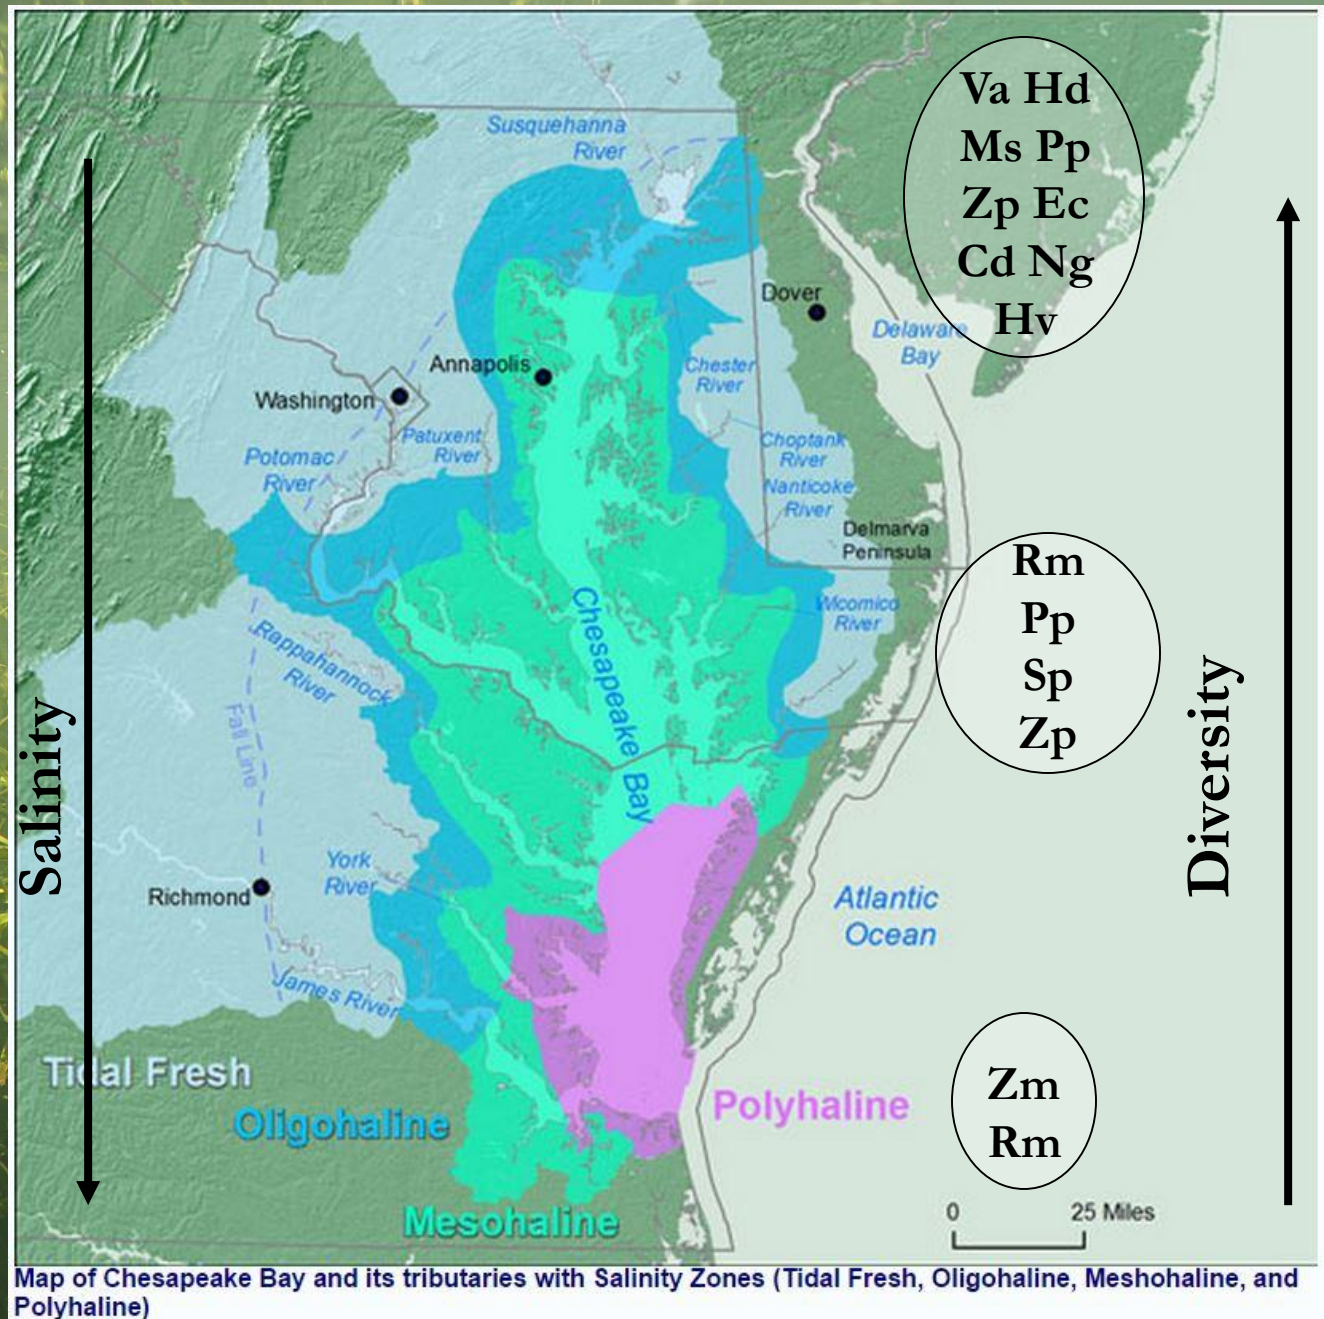 Susquehanna
River
Va Hd
Ms Pp
Zp Ec
Cd Ng
Hv
Dover
Delaware
Bay
Annapolis
Chester
River
Washington
Patuxent
River
Choptank
River
Potomac
River
Nanticoke
River
Delmarva
Peninsula
Rm
Pp
Sp
Zp
Chesapeake Bay
Wicomico
River
Rappahannock
River
Fall Line
Salinity
Diversity
York
River
Richmond
Atlantic
Ocean
James River
Tidal Fresh
Oligohaline
Polyhaline
Zm
Rm
Mesohaline
0 25 Miles
Map of Chesapeake Bay and its tributaries with Salinity Zones (Tidal Fresh, Oligohaline, Meshohaline, and
Polyhaline)